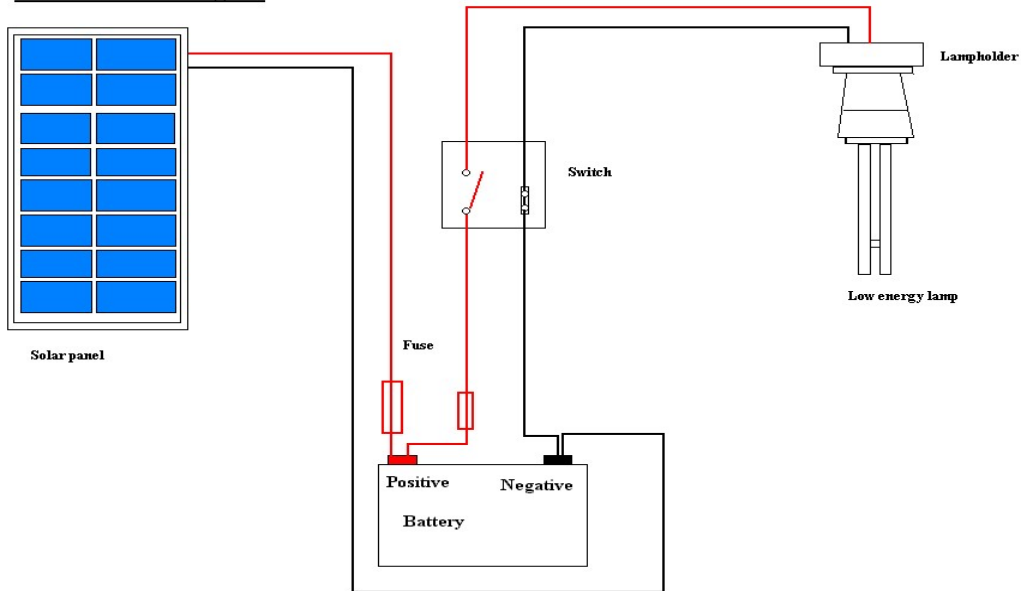 Lampholder
Switch
Low energy lamp
Solar panel
Fuse
Positive
Negative
Battery